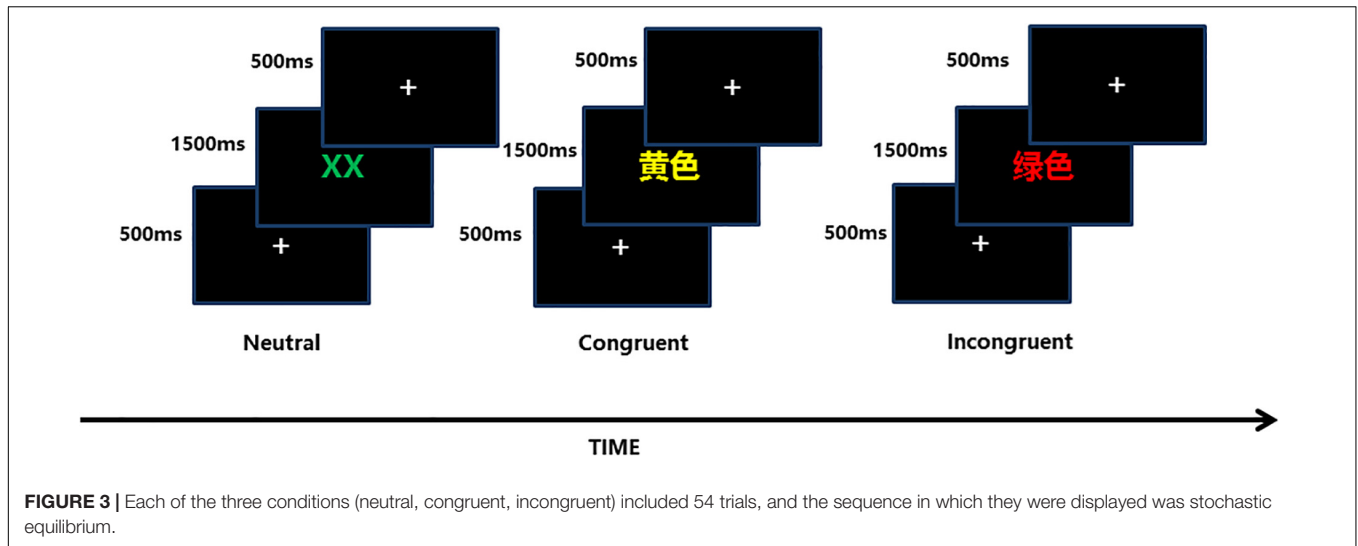 500ms
+
1500ms
XX
500ms
+
Neutral
500ms
+
1500ms
黄色
500ms
+
Congruent
500ms
+
1500ms
绿色
500ms
+
Incongruent
TIME
FIGURE 3 | Each of the three conditions (neutral, congruent, incongruent) included 54 trials, and the sequence in which they were displayed was stochastic
equilibrium.